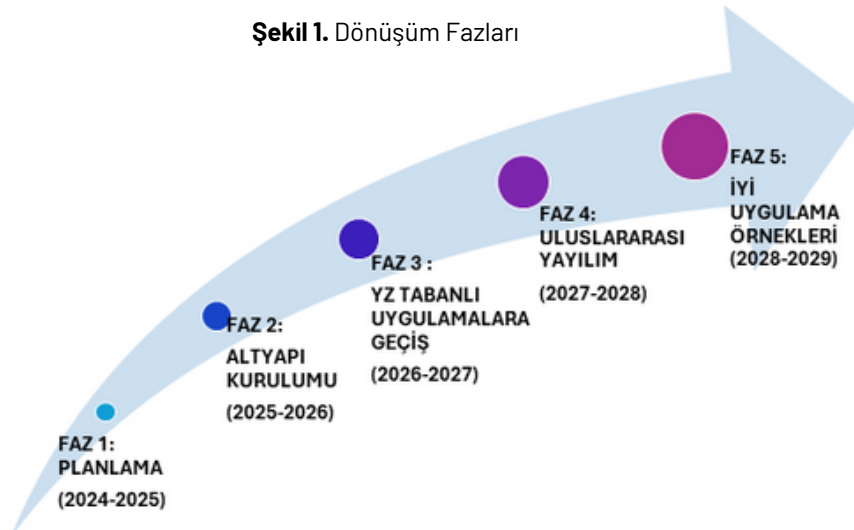 Şekil 1. Dönüşüm Fazları
FAZ 1:
PLANLAMA
(2024-2025)
FAZ 2:
ALTYAPI
KURULUMU
(2025-2026)
FAZ 3 :
YZ TABANLI
UYGULAMALARA
GEÇİŞ
(2026-2027)
FAZ 4:
ULUSLARARASI
YAYILIM
(2027-2028)
FAZ 5:
İYİ
UYGULAMA
ÖRNEKLERİ
(2028-2029)